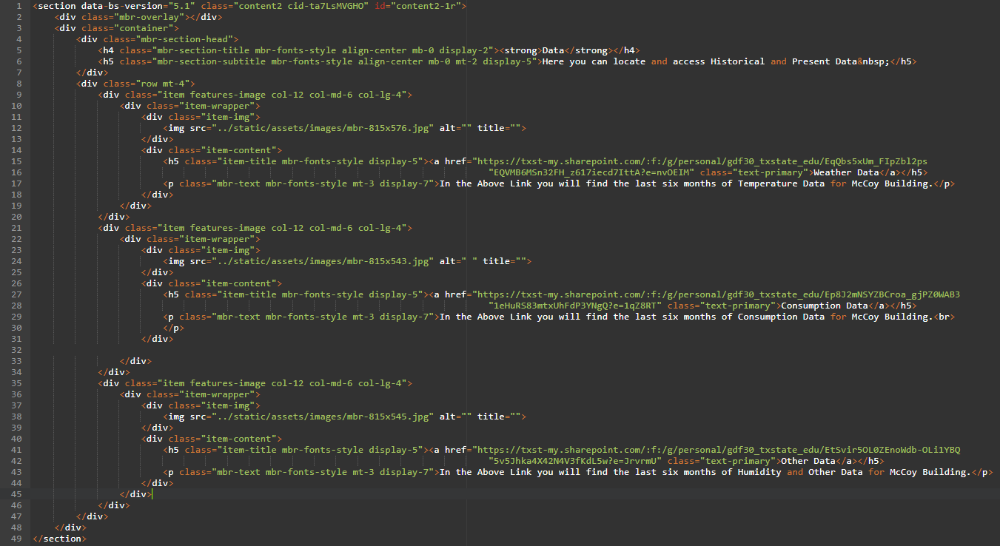 1 <section data-bs-version="5.1" class="content2 cid-ta7LsMVGHO" id="content2-1r">
2 <div class="mbr-overlay"></div>
3 <div class="container">
4 <div class="mbr-section-head">
5 <h4 class="mbr-section-title mbr-fonts-style align-center mb-0 display-2"><strong>Data</strong></h4>
6 <h5 class="mbr-section-subtitle mbr-fonts-style align-center mb-0 mt-2 display-5">Here you can locate and access Historical and Present Data&nbsp;</h5>
7 </div>
8 <div class="row mt-4">
9 <div class="item features-image col-12 col-md-6 col-lg-4">
10 <div class="item-wrapper">
11 <div class="item-img">
12 <img src="../static/assets/images/mbr-815x576.jpg" alt="" title="">
13 </div>
14 <div class="item-content">
15 <h5 class="item-title mbr-fonts-style display-5"><a href="https://txst-my.sharepoint.com/:f:/g/personal/gdf30_txstate_edu/EqQbs5xUm_FIpZbl2ps
16 "EQVMB6MSn32FH_z617iecd7IttA?e=nvOEIM" class="text-primary">Weather Data</a></h5>
17 <p class="mbr-text mbr-fonts-style mt-3 display-7">In the Above Link you will find the last six months of Temperature Data for McCoy Building.</p>
18 </div>
19 </div>
20 </div>
21 <div class="item features-image col-12 col-md-6 col-lg-4">
22 <div class="item-wrapper">
23 <div class="item-img">
24 <img src="../static/assets/images/mbr-815x543.jpg" alt=" " title="">
25 </div>
26 <div class="item-content">
27 <h5 class="item-title mbr-fonts-style display-5"><a href="https://txst-my.sharepoint.com/:f:/g/personal/gdf30_txstate_edu/Ep8J2mNSYZBCroa_gjPZ0WAB3
28 "1eHuRS83mtxUhFdP3YNgQ?e=1qZ8RT" class="text-primary">Consumption Data</a></h5>
29 <p class="mbr-text mbr-fonts-style mt-3 display-7">In the Above Link you will find the last six months of Consumption Data for McCoy Building.<br>
30 </p>
31 </div>
32
33 </div>
34 </div>
35 <div class="item features-image col-12 col-md-6 col-lg-4">
36 <div class="item-wrapper">
37 <div class="item-img">
38 <img src="../static/assets/images/mbr-815x545.jpg" alt="" title="">
39 </div>
40 <div class="item-content">
41 <h5 class="item-title mbr-fonts-style display-5"><a href="https://txst-my.sharepoint.com/:f:/g/personal/gdf30_txstate_edu/EtSvir5OL0ZEnoWdb-OLi1YBQ
42 "5v5Jhka4X42N4V3fKdL5w?e=JrvrmU" class="text-primary">Other Data</a></h5>
43 <p class="mbr-text mbr-fonts-style mt-3 display-7">In the Above Link you will find the last six months of Humidity and Other Data for McCoy Building.</p>
44 </div>
45 </div>
46 </div>
47 </div>
48 </div>
49 </section>